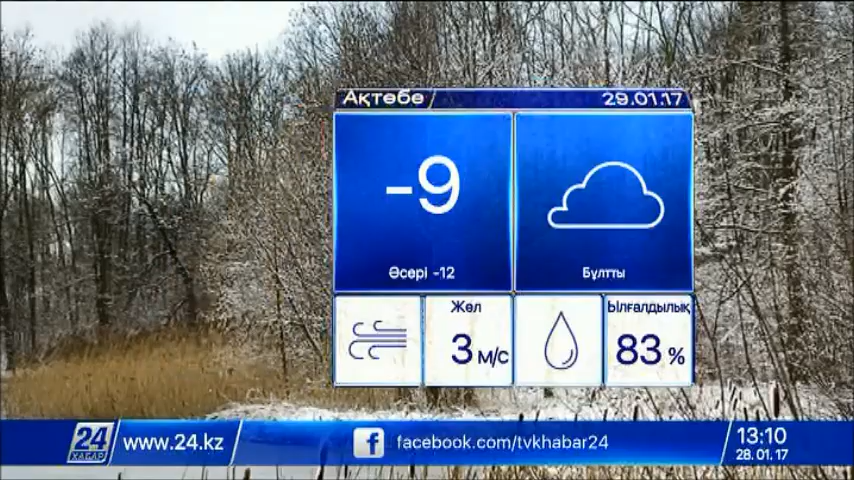 Ақтөбе
29.01.17
-9
Әсері -12
Бұлтты
Жел
3 м/с
Ылғалдылық
83 %
24
ХАБАР
www.24.kz
f
facebook.com/tvkhabar24
13:10
28.01.17